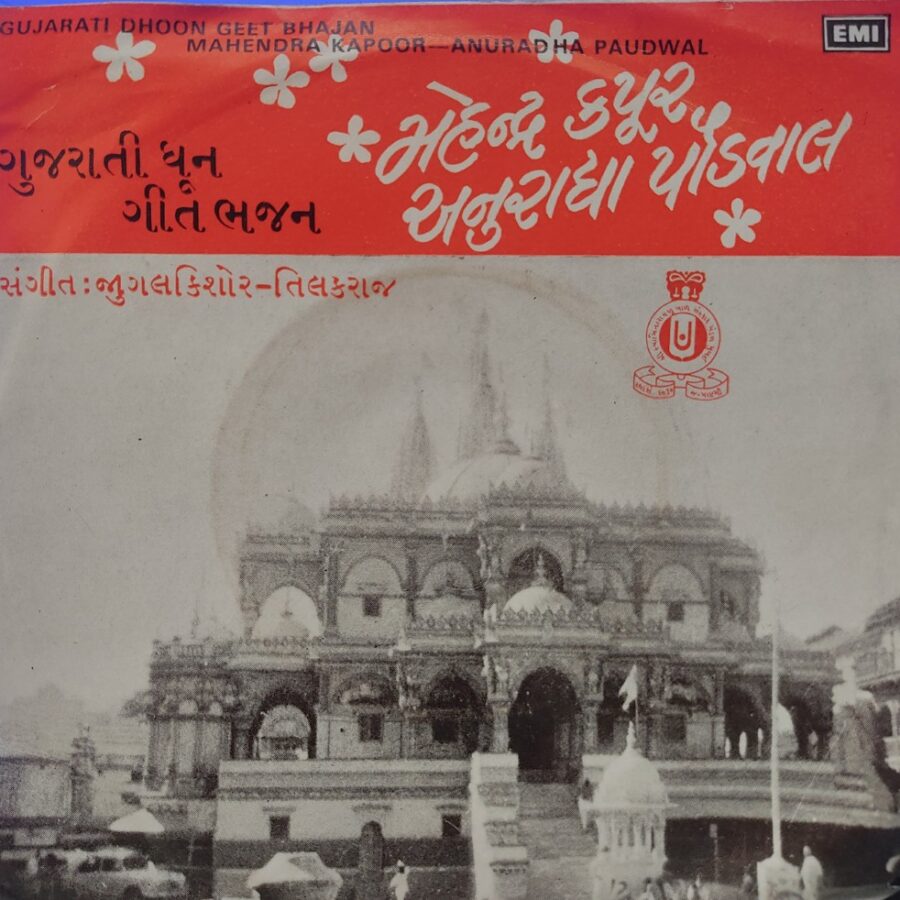 GUJARATI DHOON GEET BHAJAN
MAHENDRA KAPOOR—ANURADHA PAUDWAL
EMI
મહેન્દ્ર કપૂર
અનુરાધા પૌડવાલ
ગુજરાતી ધૂન
ગીત ભજન
સંગીત : જુગલકિશોર-તિલકરાજ